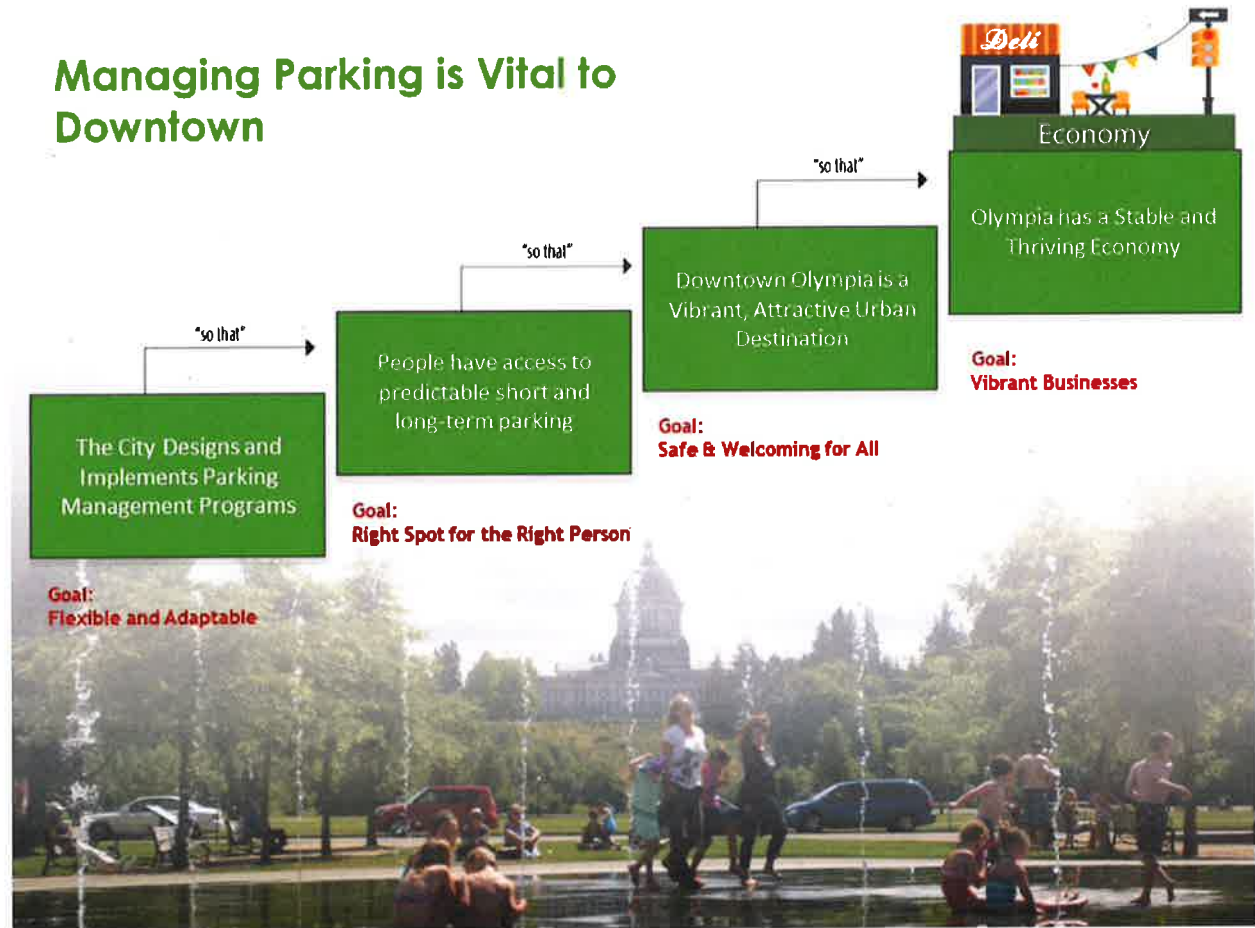 Managing Parking is Vital to
Downtown
Deli
Economy
"so that"
Olympia has a Stable and
Thriving Economy
"so that"
Downtown Olympia is a
Vibrant, Attractive Urban
Destination
Goal:
Vibrant Businesses
"so that"
People have access to
predictable short and
long-term parking
Goal:
Safe & Welcoming for All
The City Designs and
Implements Parking
Management Programs
Goal:
Right Spot for the Right Person
Goal:
Flexible and Adaptable